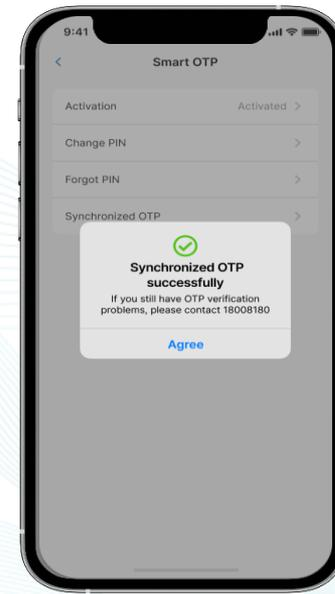 9:41
Smart OTP
Activation Activated
Change PIN
Forgot PIN
Synchronized OTP
Synchronized OTP
successfully
If you still have OTP verification
problems, please contact 18008180
Agree